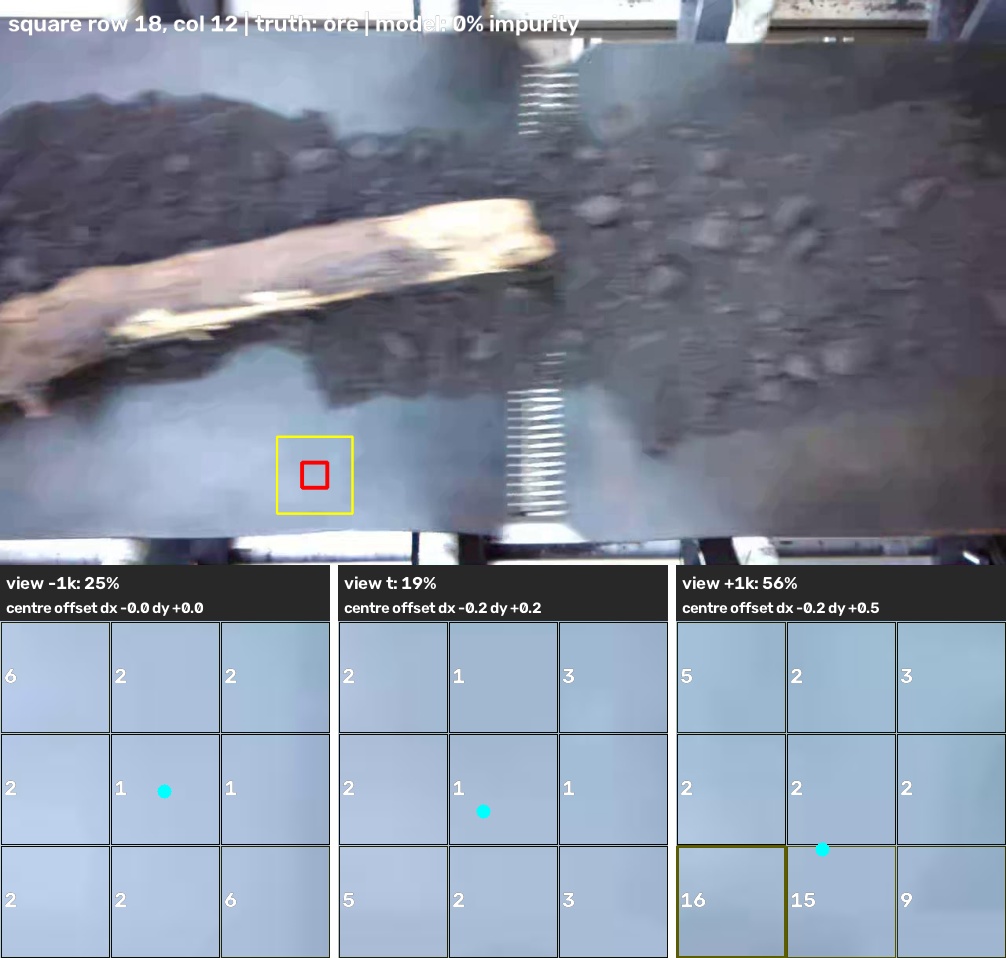 square row 18, col 12 | truth: ore | model: 0% impurity
view -1k: 25%
centre offset dx -0.0 dy +0.0
6 2 2
2 1 1
2 2 6
view t: 19%
centre offset dx -0.2 dy +0.2
2 1 3
2 1 1
5 2 3
view +1k: 56%
centre offset dx -0.2 dy +0.5
5 2 3
2 2 2
16 15 9